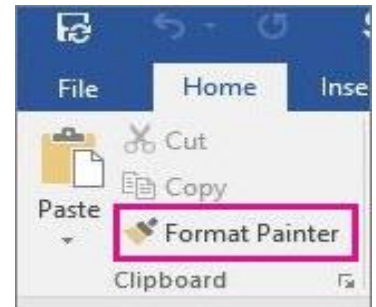 File Home Inse
Cut
Copy
Paste
Format Painter
Clipboard